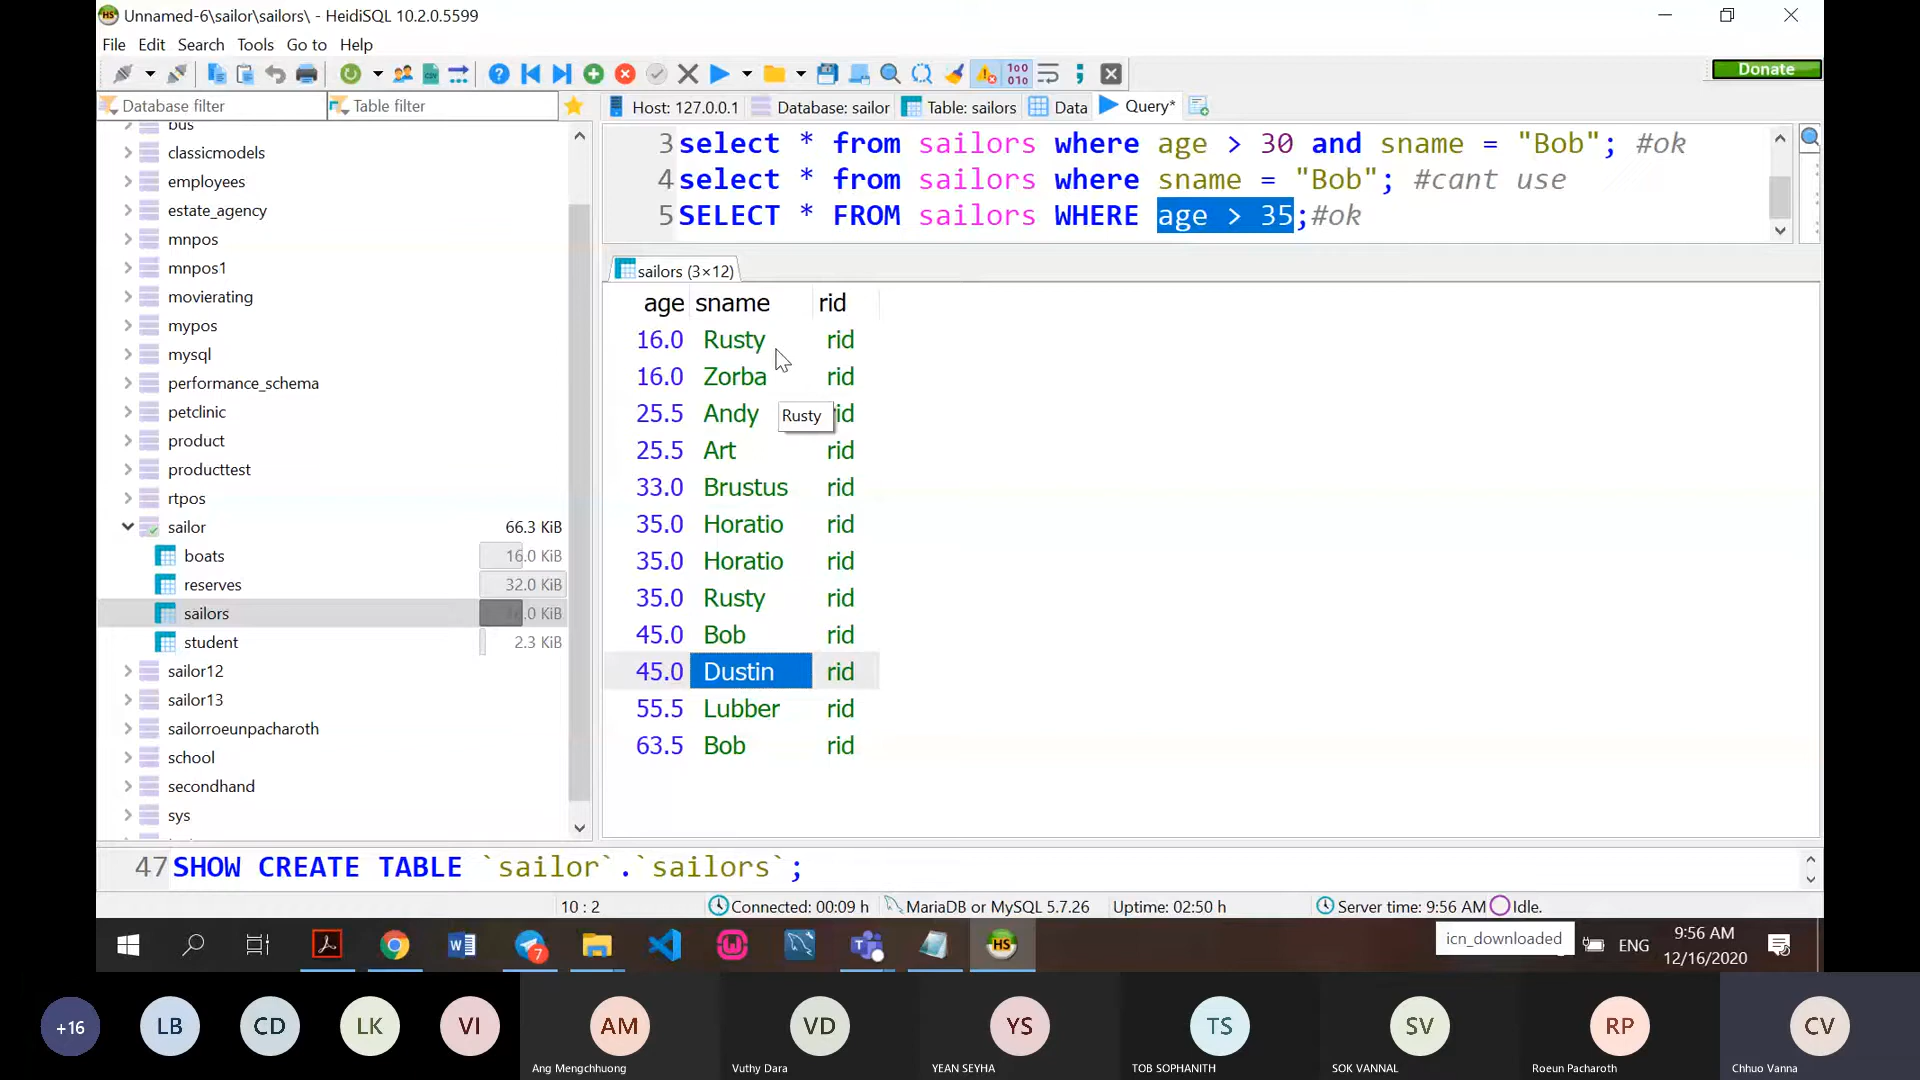 Unnamed-6\sailor\sailors\ - HeidiSQL 10.2.0.5599
File Edit Search Tools Go to Help
Donate
Database filter
Table filter
Host: 127.0.0.1
Database: sailor
Table: sailors
Data
Query*
3 select * from sailors where age > 30 and sname = "Bob"; #ok
4 select * from sailors where sname = "Bob"; #cant use
5 SELECT * FROM sailors WHERE age > 35;#ok
bus
classicmodels
employees
estate_agency
mnpos
mnpos1
movierating
mypos
mysql
performance_schema
petclinic
product
producttest
rtpos
sailor 66.3 KiB
boats 16.0 KiB
reserves 32.0 KiB
sailors
student 2.3 KiB
sailor12
sailor13
sailorroeunpacharoth
school
secondhand
sys
sailors (3×12)
age sname rid
16.0 Rusty rid
16.0 Zorba rid
25.5 Andy rid
Rusty
25.5 Art rid
33.0 Brustus rid
35.0 Horatio rid
35.0 Horatio rid
35.0 Rusty rid
45.0 Bob rid
45.0 Dustin rid
55.5 Lubber rid
63.5 Bob rid
47 SHOW CREATE TABLE `sailor`.`sailors`;
10 : 2
Connected: 00:09 h
MariaDB or MySQL 5.7.26
Uptime: 02:50 h
Server time: 9:56 AM
Idle.
icn_downloaded
ENG
9:56 AM
12/16/2020
+16
LB
CD
LK
VI
AM
VD
YS
TS
SV
RP
CV
Ang Mengchhuong
Vuthy Dara
YEAN SEYHA
TOB SOPHANITH
SOK VANNAL
Roeun Pacharoth
Chhuo Vanna